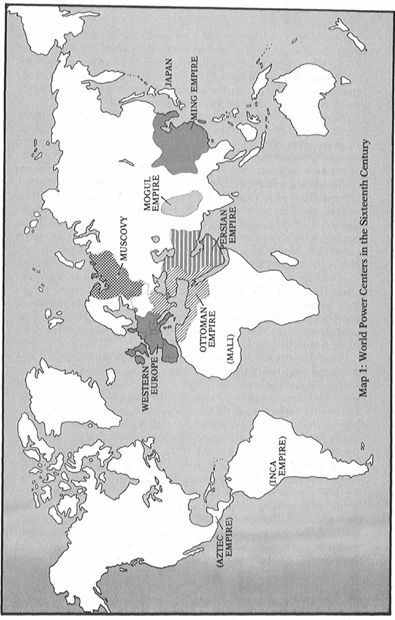 MUSCOVY
WESTERN
EUROPE
MOGUL
EMPIRE
JAPAN
MING EMPIRE
OTTOMAN
EMPIRE
PERSIAN
EMPIRE
(AZTEC
EMPIRE)
(MALI)
(INCA
EMPIRE)
Map 1: World Power Centers in the Sixteenth Century